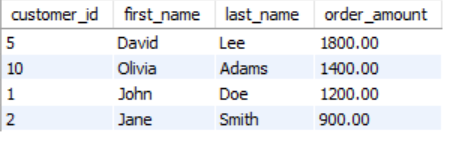 customer_id first_name last_name order_amount
5 David Lee 1800.00
10 Olivia Adams 1400.00
1 John Doe 1200.00
2 Jane Smith 900.00